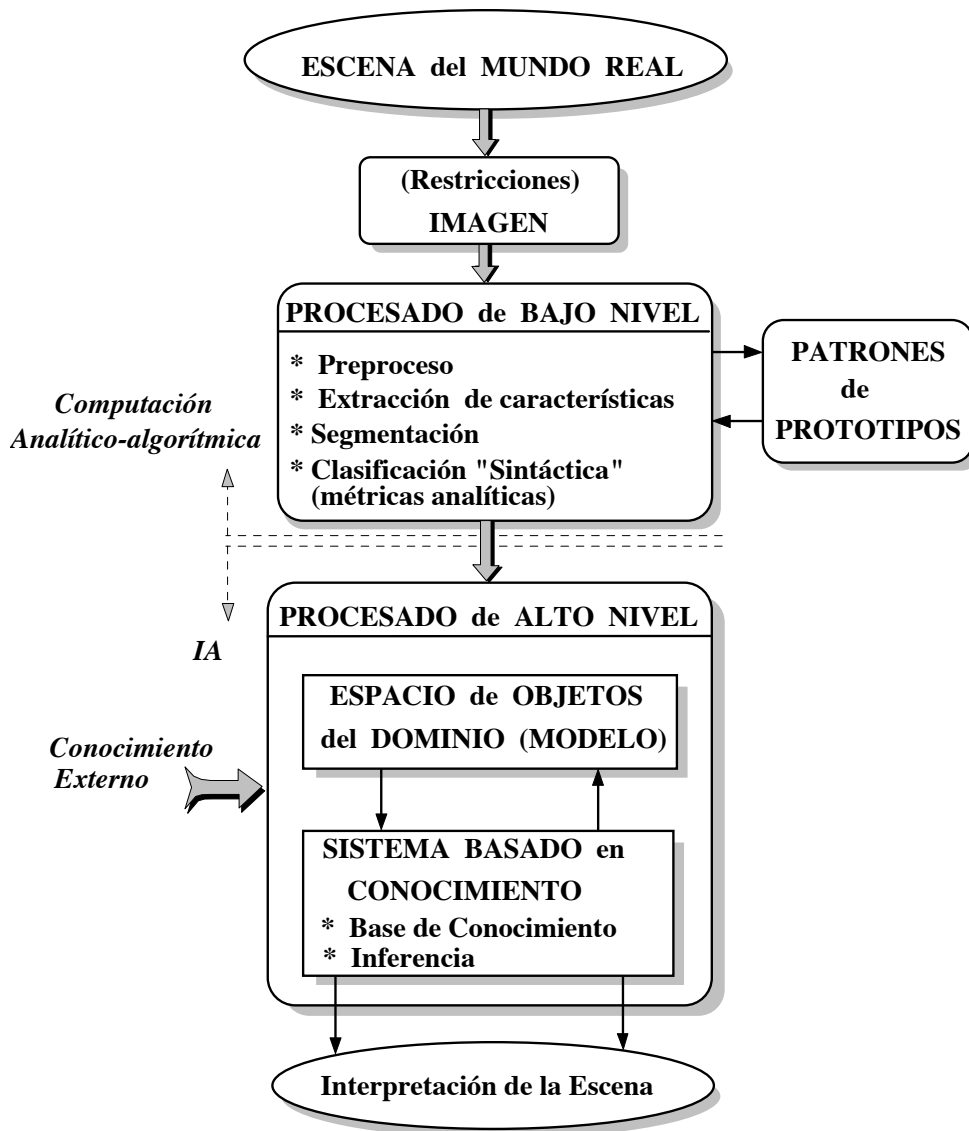 ESCENA del MUNDO REAL
(Restricciones)
IMAGEN
PROCESADO de BAJO NIVEL
* Preproceso
* Extracción de característícas
* Segmentación
* Clasificación "Sintáctica"
(métricas analíticas)
PATRONES
de
PROTOTIPOS
Computación
Analítico-algorítmica
IA
PROCESADO de ALTO NIVEL
ESPACIO de OBJETOS
del DOMINIO (MODELO)
Conocimiento
Externo
SISTEMA BASADO en
CONOCIMIENTO
* Base de Conocimiento
* Inferencia
Interpretación de la Escena